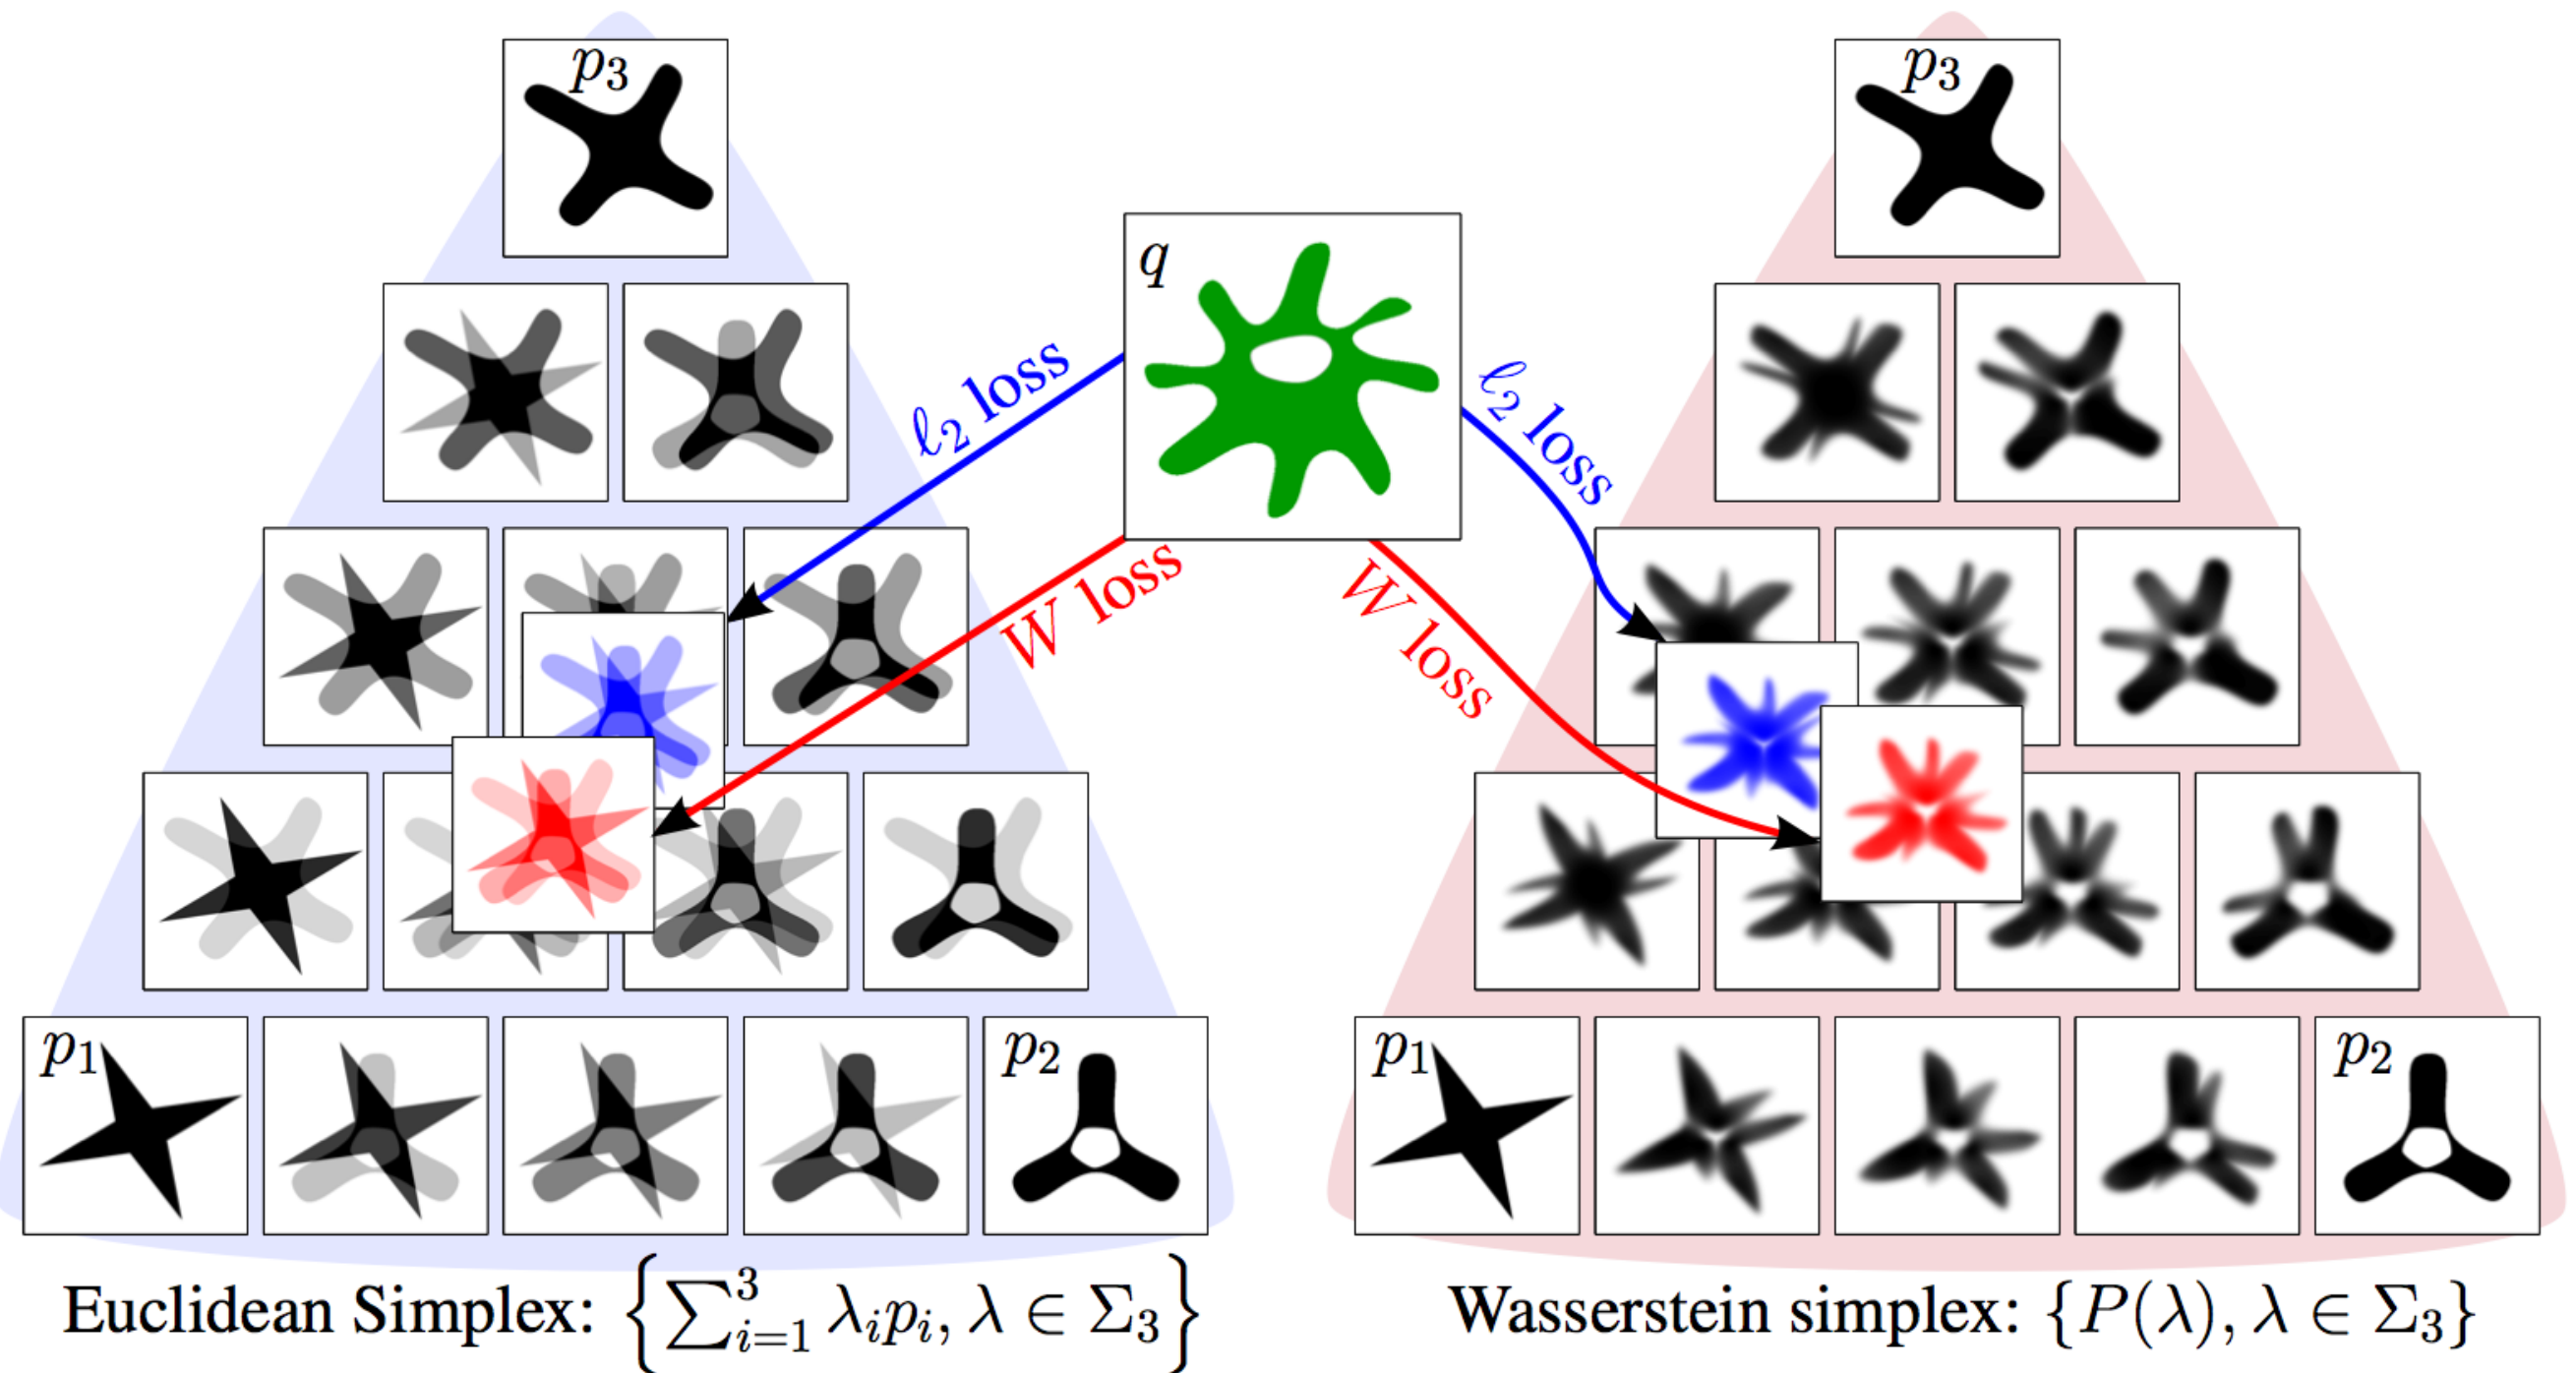 p₃
p₃
q
ℓ₂ loss
ℓ₂ loss
W loss
W loss
p₁
p₂
p₁
p₂
Euclidean Simplex: {∑³ᵢ₌₁ λᵢpᵢ, λ ∈ Σ₃}
Wasserstein simplex: {P(λ), λ ∈ Σ₃}